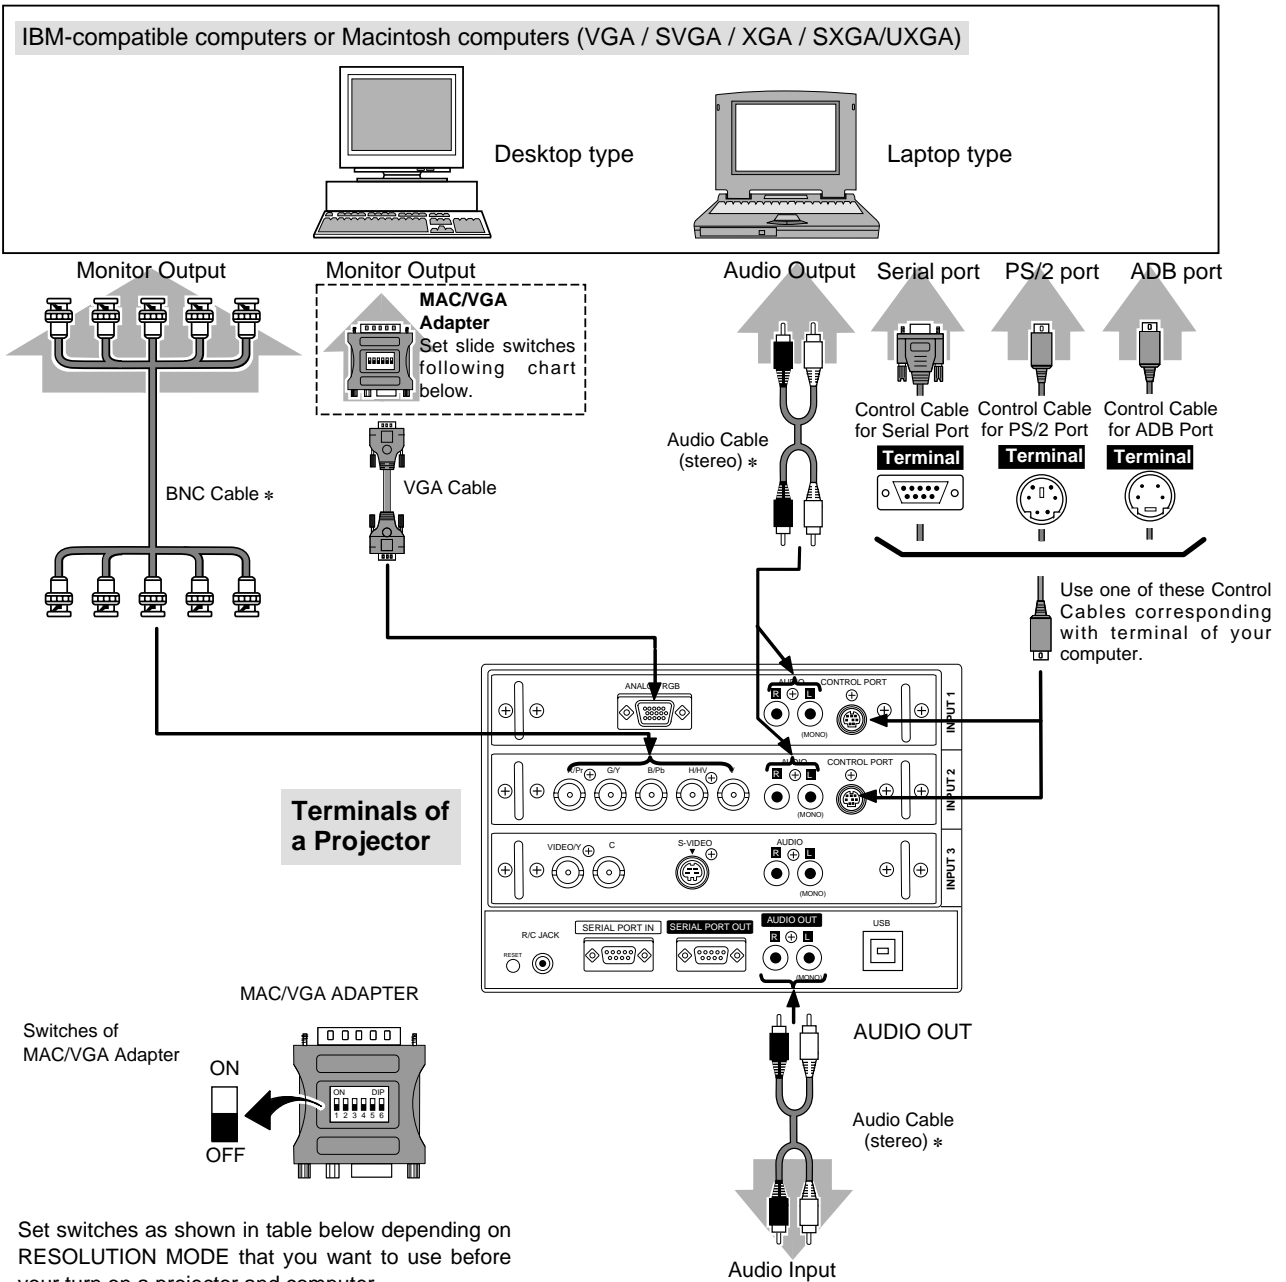 IBM-compatible computers or Macintosh computers (VGA / SVGA / XGA / SXGA/UXGA)
Desktop type
Laptop type
Monitor Output
Monitor Output
Audio Output
Serial port
PS/2 port
ADB port
MAC/VGA
Adapter
Set slide switches
following chart
below.
Control Cable
for Serial Port
Control Cable
for PS/2 Port
Control Cable
for ADB Port
Audio Cable
(stereo) *
Terminal
Terminal
Terminal
BNC Cable *
VGA Cable
Use one of these Control
Cables corresponding
with terminal of your
computer.
Terminals of
a Projector
ANALOG RGB
AUDIO
R
L
(MONO)
CONTROL PORT
INPUT 1
R/Pr
G/Y
B/Pb
H/HV
AUDIO
R
L
(MONO)
CONTROL PORT
INPUT 2
VIDEO/Y
C
S-VIDEO
AUDIO
R
L
(MONO)
INPUT 3
RESET
R/C JACK
SERIAL PORT IN
SERIAL PORT OUT
AUDIO OUT
R
L
(MONO)
USB
MAC/VGA ADAPTER
Switches of
MAC/VGA Adapter
ON
OFF
ON DIP
1 2 3 4 5 6
AUDIO OUT
Audio Cable
(stereo) *
Audio Input
Set switches as shown in table below depending on
RESOLUTION MODE that you want to use before
your turn on a projector and computer.